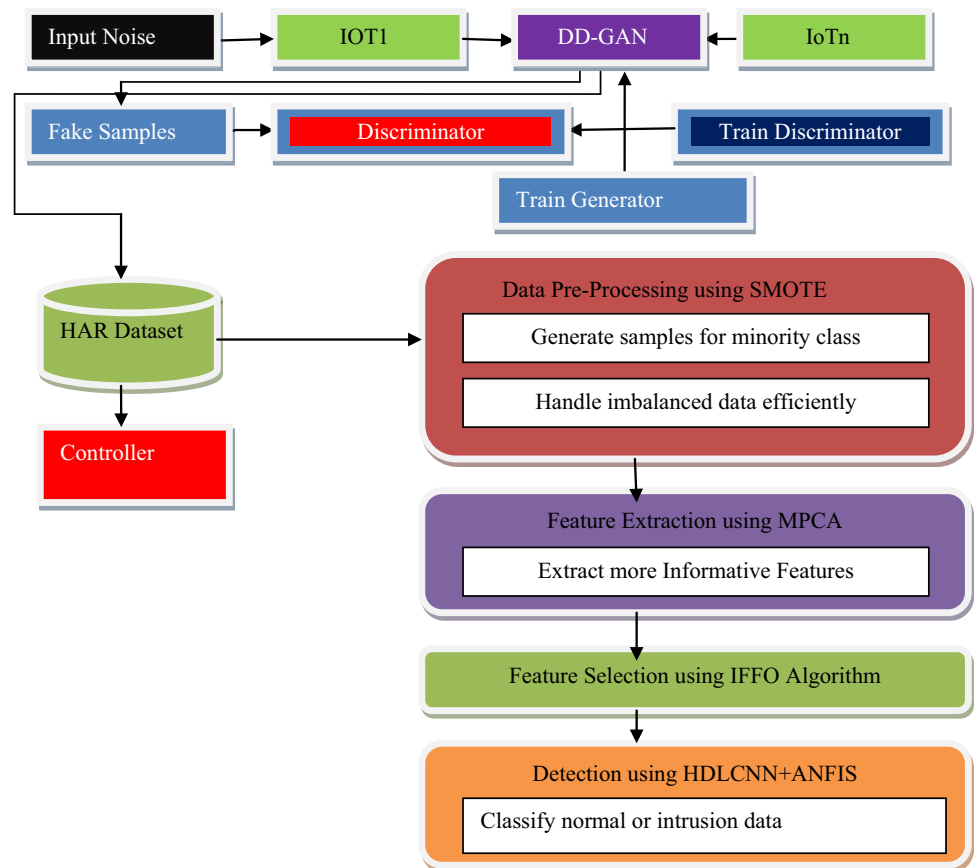 Input Noise
IOT1
DD-GAN
IoTn
Fake Samples
Discriminator
Train Discriminator
Train Generator
HAR Dataset
Controller
Data Pre-Processing using SMOTE
Generate samples for minority class
Handle imbalanced data efficiently
Feature Extraction using MPCA
Extract more Informative Features
Feature Selection using IFFO Algorithm
Detection using HDLCNN+ANFIS
Classify normal or intrusion data